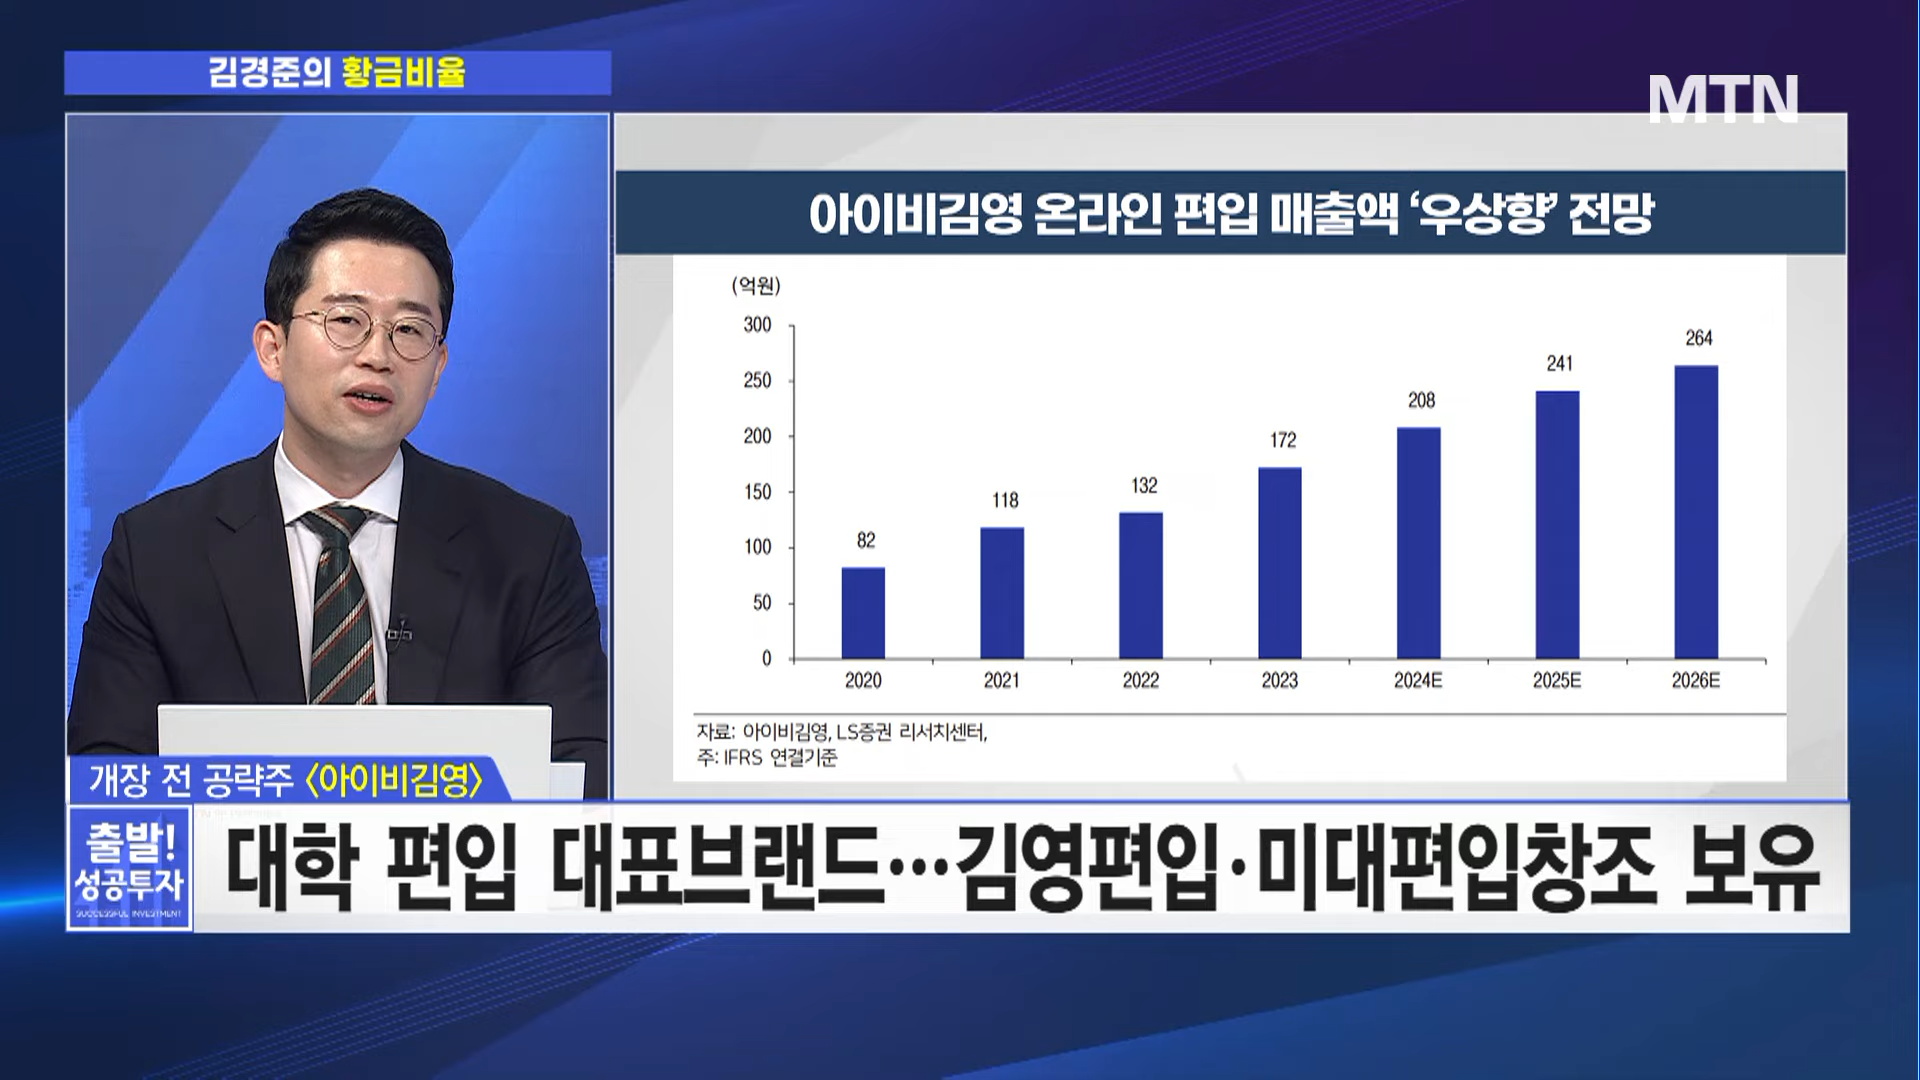 김경준의 황금비율
MTN
아이비김영 온라인 편입 매출액 ‘우상향’ 전망
(억원)
300
250
200
150
100
50
0
82
118
132
172
208
241
264
2020
2021
2022
2023
2024E
2025E
2026E
자료: 아이비김영, LS증권 리서치센터,
주: IFRS 연결기준
개장 전 공략주 〈아이비김영〉
출발!
성공투자
SUCCESSFUL INVESTMENT
대학 편입 대표브랜드…김영편입·미대편입창조 보유